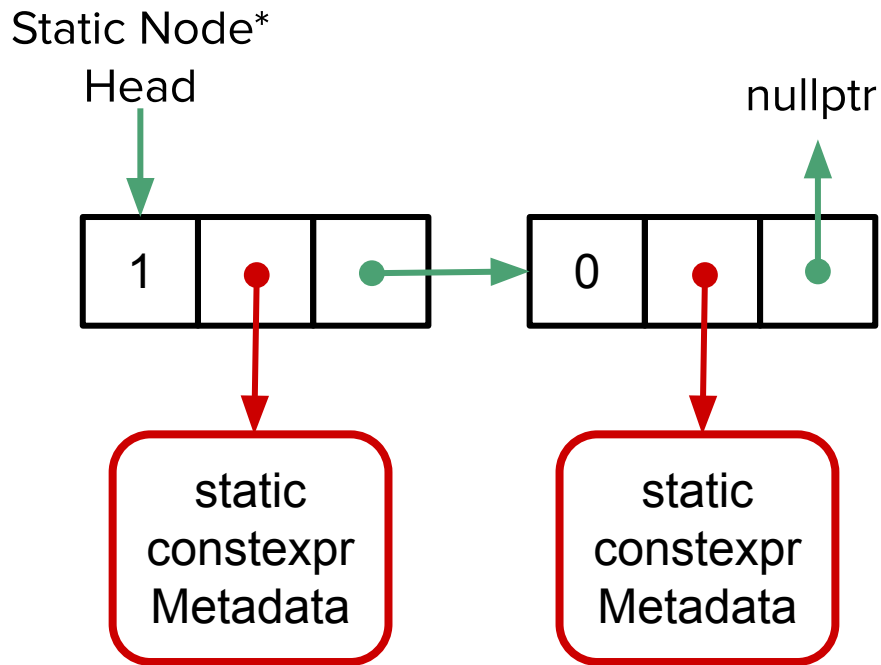 Static Node*
Head
nullptr
1
0
static
constexpr
Metadata
static
constexpr
Metadata